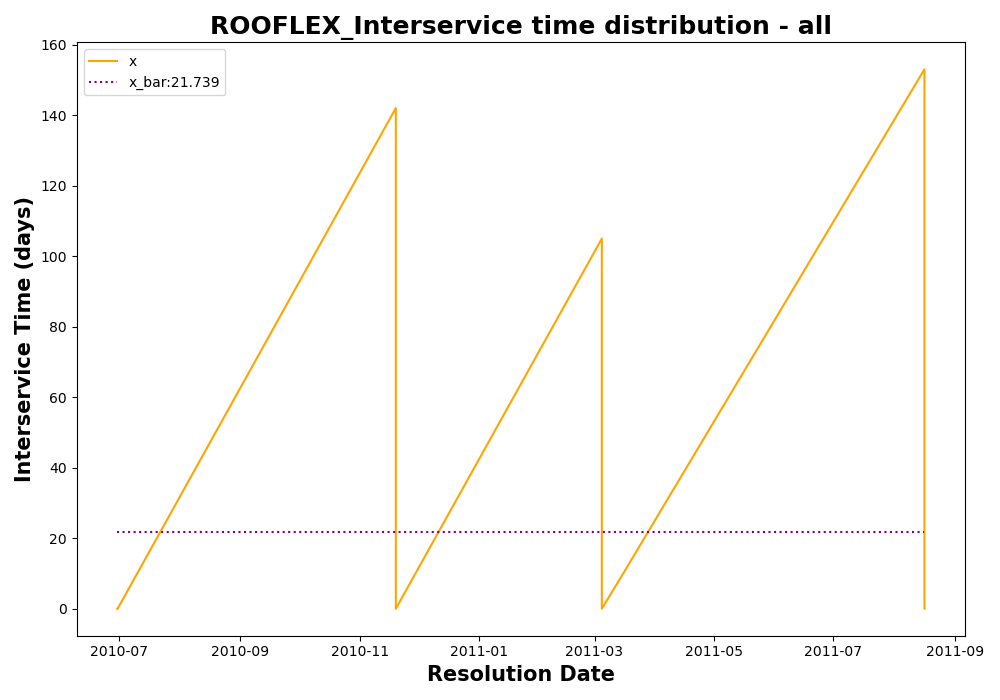 ROOFLEX_Interservice time distribution - all
x
x_bar:21.739
Interservice Time (days)
160
140
120
100
80
60
40
20
0
2010-07 2010-09 2010-11 2011-01 2011-03 2011-05 2011-07 2011-09
Resolution Date